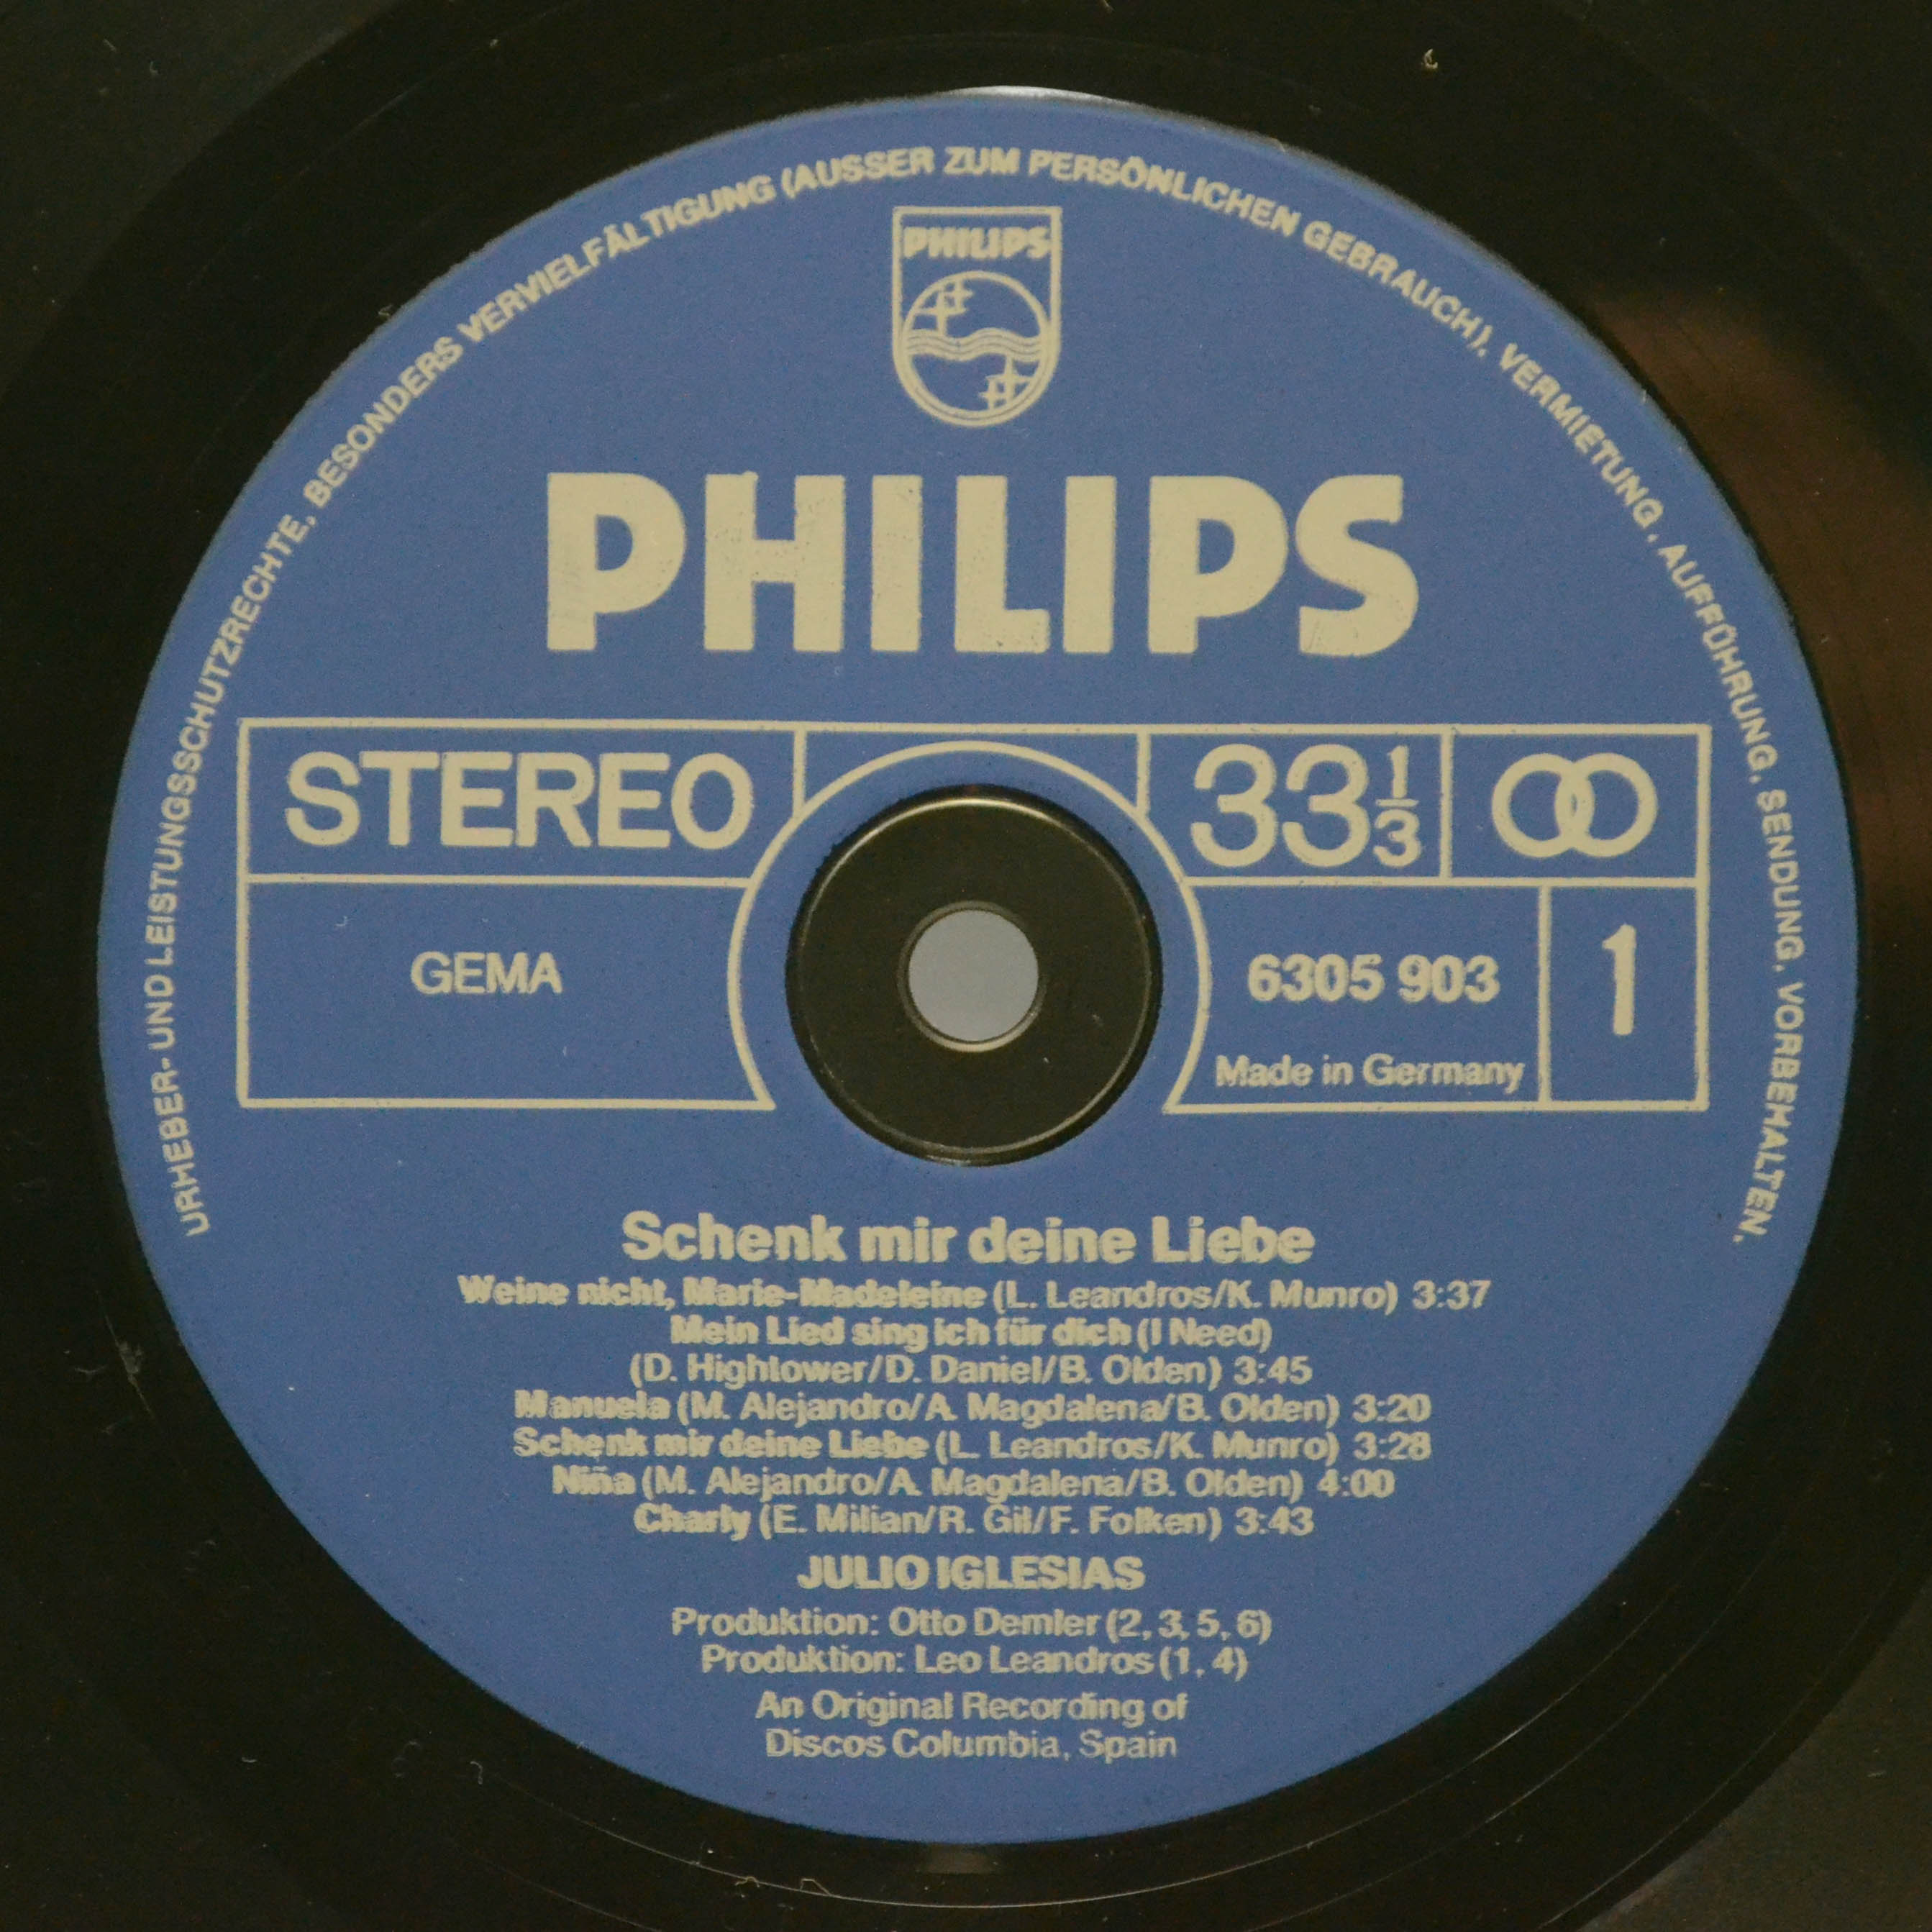 URHEBER- UND LEISTUNGSSCHUTZRECHTE, BESONDERS VERVIELFÄLTIGUNG (AUSSER ZUM PERSÖNLICHEN GEBRAUCH), VERMIETUNG, AUFFÜHRUNG, SENDUNG, VORBEHALTEN.
PHILIPS
PHILIPS
STEREO
33 1/3
GEMA
6305 903
1
Made in Germany
Schenk mir deine Liebe
Weine nicht, Marie-Madeleine (L. Leandros/K. Munro) 3:37
Mein Lied sing ich für dich (I Need)
(D. Hightower/D. Daniel/B. Olden) 3:45
Manuela (M. Alejandro/A. Magdalena/B. Olden) 3:20
Schenk mir deine Liebe (L. Leandros/K. Munro) 3:28
Niña (M. Alejandro/A. Magdalena/B. Olden) 4:00
Charly (E. Milian/R. Gil/F. Folken) 3:43
JULIO IGLESIAS
Produktion: Otto Demler (2, 3, 5, 6)
Produktion: Leo Leandros (1, 4)
An Original Recording of
Discos Columbia, Spain